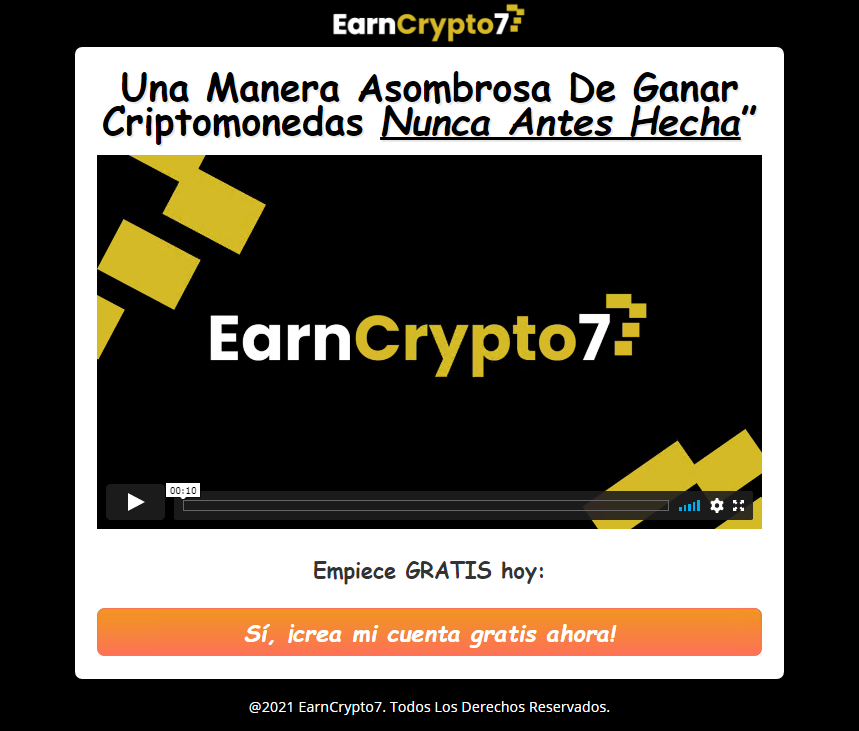 EarnCrypto7
Una Manera Asombrosa De Ganar
Criptomonedas Nunca Antes Hecha"
EarnCrypto7
00:10
Empiece GRATIS hoy:
Sí, ¡crea mi cuenta gratis ahora!
@2021 EarnCrypto7. Todos Los Derechos Reservados.